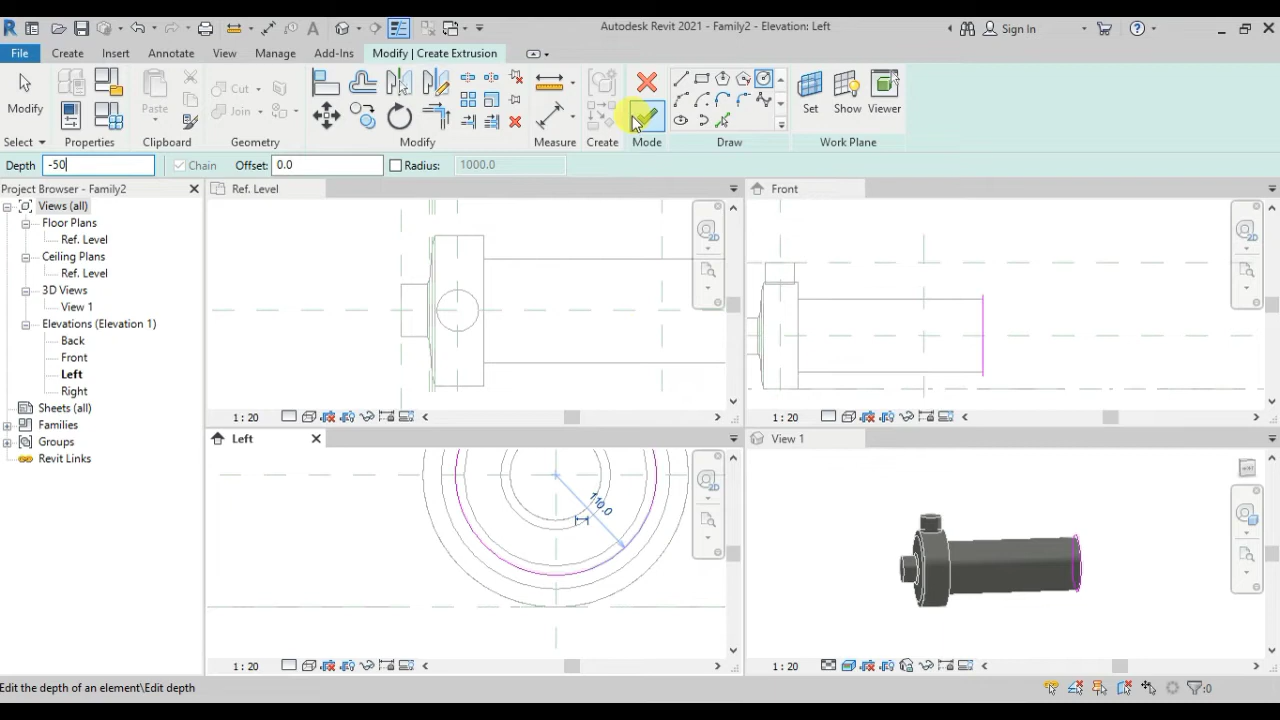 Autodesk Revit 2021 - Family2 - Elevation: Left
Sign In
File Create Insert Annotate View Manage Add-Ins Modify | Create Extrusion
Modify
Paste
Cut
Join
Set Show Viewer
Select Properties Clipboard Geometry Modify Measure Create Mode Draw Work Plane
Depth -50 Chain Offset: 0.0 Radius: 1000.0
Project Browser - Family2
Views (all)
Floor Plans
Ref. Level
Ceiling Plans
Ref. Level
3D Views
View 1
Elevations (Elevation 1)
Back
Front
Left
Right
Sheets (all)
Families
Groups
Revit Links
Ref. Level
2D
1 : 20
Front
2D
1 : 20
Left
110.0
2D
1 : 20
View 1
1 : 20
Edit the depth of an element\Edit depth
:0